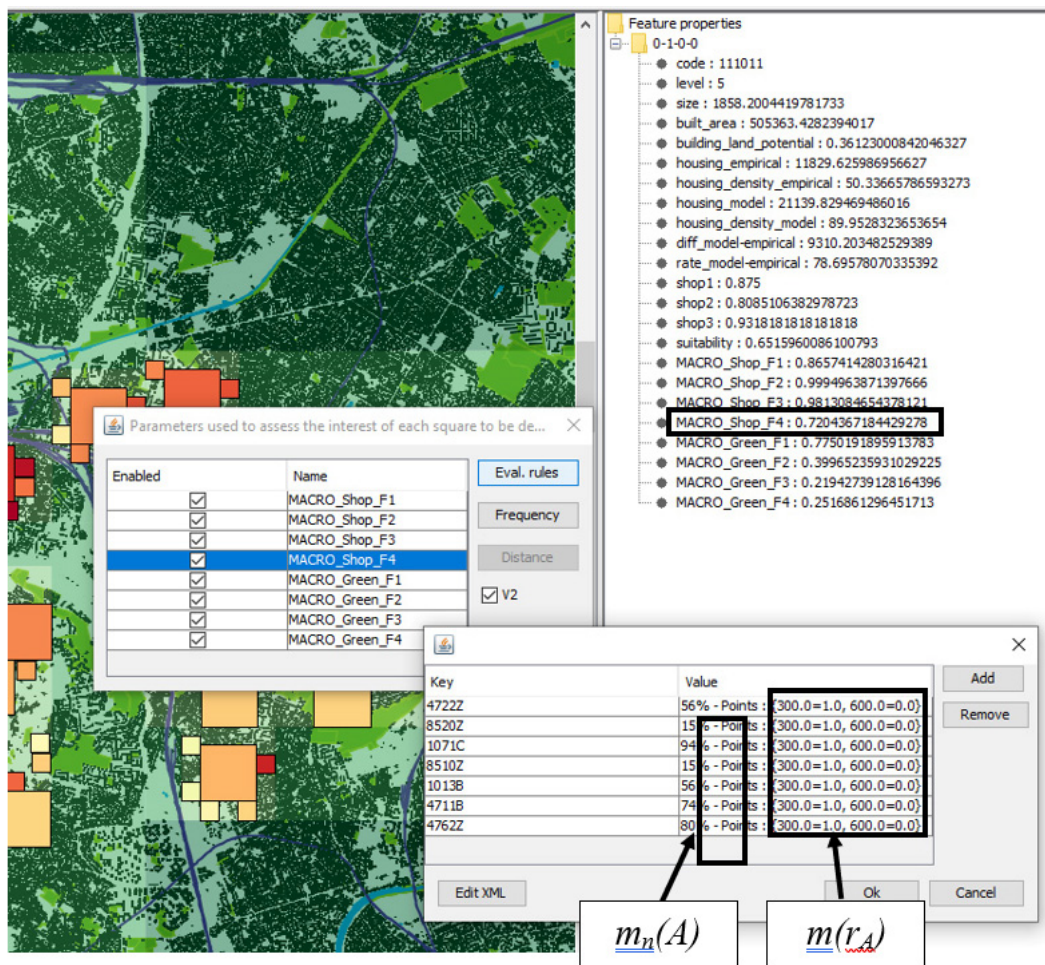 Feature properties
0-1-0-0
code : 111011
level : 5
size : 1858.2004419781733
built_area : 505363.4282394017
building_land_potential : 0.36123000842046327
housing_empirical : 11829.625986956627
housing_density_empirical : 50.33665786593273
housing_model : 21139.829469486016
housing_density_model : 89.9528323653654
diff_model-empirical : 9310.203482529389
rate_model-empirical : 78.69578070335392
shop1 : 0.875
shop2 : 0.8085106382978723
shop3 : 0.9318181818181818
suitability : 0.6515960086100793
MACRO_Shop_F1 : 0.8657414280316421
MACRO_Shop_F2 : 0.9994963871397666
MACRO_Shop_F3 : 0.9813084654378121
MACRO_Shop_F4 : 0.7204367184429278
MACRO_Green_F1 : 0.7750191895913783
MACRO_Green_F2 : 0.39965235931029225
MACRO_Green_F3 : 0.21942739128164396
MACRO_Green_F4 : 0.2516861296451713
Parameters used to assess the interest of each square to be de...
Enabled Name
MACRO_Shop_F1
MACRO_Shop_F2
MACRO_Shop_F3
MACRO_Shop_F4
MACRO_Green_F1
MACRO_Green_F2
MACRO_Green_F3
MACRO_Green_F4
Eval. rules
Frequency
Distance
V2
Key Value
4722Z 56% - Points : {300.0=1.0, 600.0=0.0}
8520Z 15% - Points : {300.0=1.0, 600.0=0.0}
1071C 94% - Points : {300.0=1.0, 600.0=0.0}
8510Z 15% - Points : {300.0=1.0, 600.0=0.0}
1013B 56% - Points : {300.0=1.0, 600.0=0.0}
4711B 74% - Points : {300.0=1.0, 600.0=0.0}
4762Z 80% - Points : {300.0=1.0, 600.0=0.0}
Add
Remove
Edit XML Ok Cancel
mn(A) m(rA)